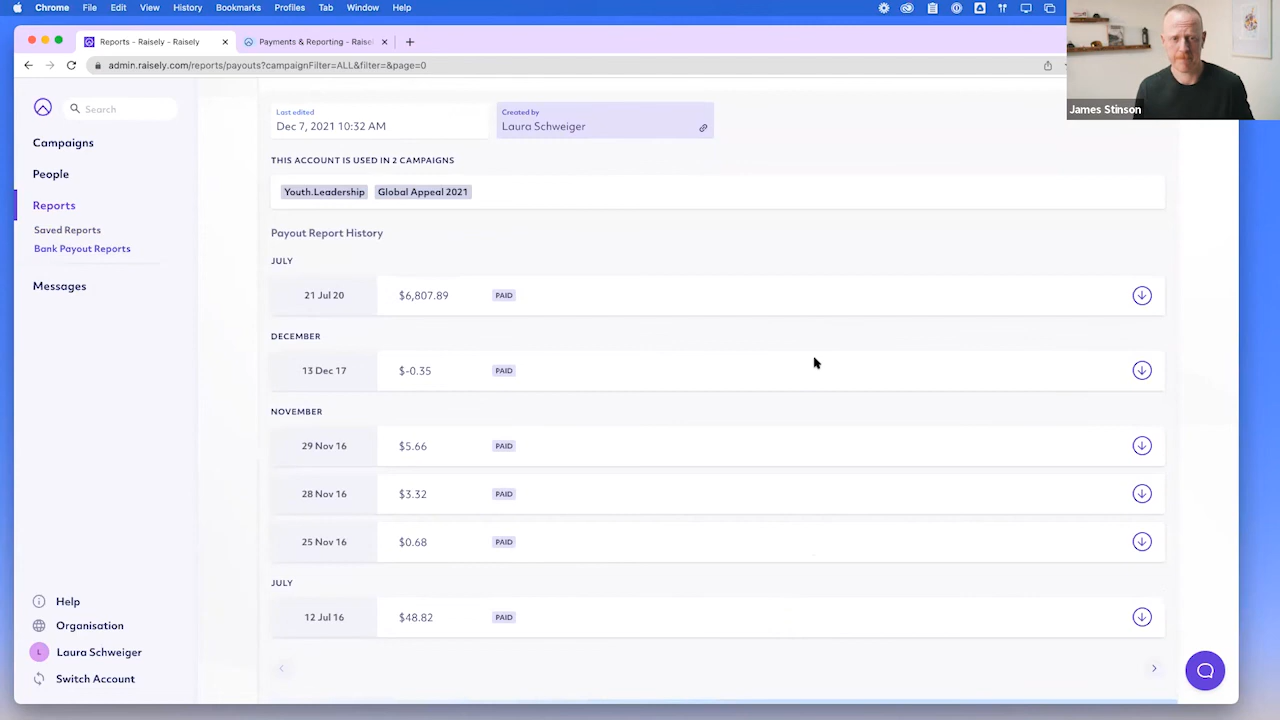 Chrome File Edit View History Bookmarks Profiles Tab Window Help
Reports - Raisely - Raisely
Payments & Reporting - Raisel
admin.raisely.com/reports/payouts?campaignFilter=ALL&filter=&page=0
James Stinson
Search
Campaigns
People
Reports
Saved Reports
Bank Payout Reports
Messages
Help
Organisation
L
Laura Schweiger
Switch Account
Last edited
Dec 7, 2021 10:32 AM
Created by
Laura Schweiger
THIS ACCOUNT IS USED IN 2 CAMPAIGNS
Youth.Leadership Global Appeal 2021
Payout Report History
JULY
21 Jul 20 $6,807.89 PAID
DECEMBER
13 Dec 17 $-0.35 PAID
NOVEMBER
29 Nov 16 $5.66 PAID
28 Nov 16 $3.32 PAID
25 Nov 16 $0.68 PAID
JULY
12 Jul 16 $48.82 PAID